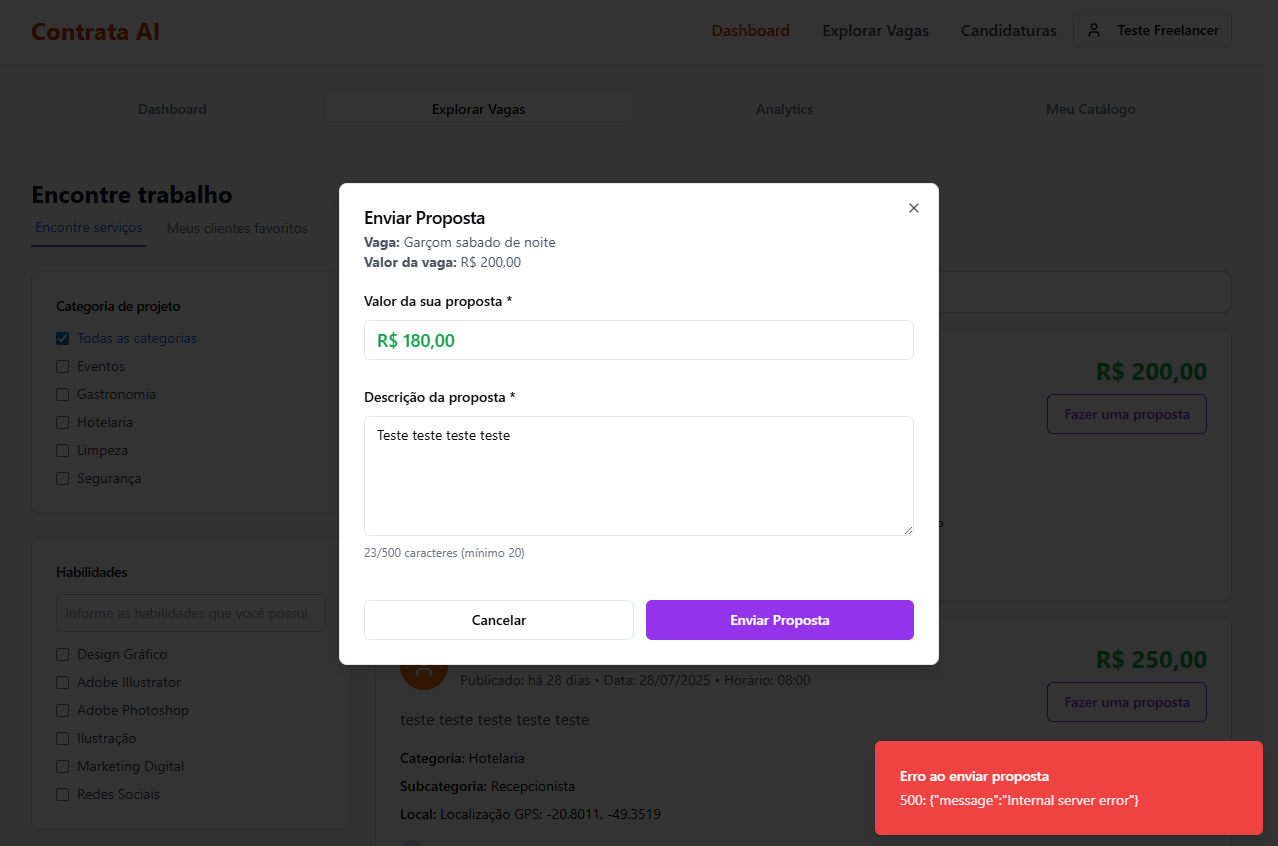 Contrata AI
Dashboard
Explorar Vagas
Candidaturas
Teste Freelancer
Dashboard
Explorar Vagas
Analytics
Meu Catálogo
Encontre trabalho
Encontre serviços
Meus clientes favoritos
Categoria de projeto
Todas as categorias
Eventos
Gastronomia
Hotelaria
Limpeza
Segurança
Habilidades
Informe as habilidades que você possui
Design Gráfico
Adobe Illustrator
Adobe Photoshop
Ilustração
Marketing Digital
Redes Sociais
Enviar Proposta
Vaga: Garçom sabado de noite
Valor da vaga: R$ 200,00
Valor da sua proposta *
R$ 180,00
Descrição da proposta *
Teste teste teste teste
23/500 caracteres (mínimo 20)
Cancelar
Enviar Proposta
R$ 200,00
Fazer uma proposta
R$ 250,00
Fazer uma proposta
Publicado: há 28 dias • Data: 28/07/2025 • Horário: 08:00
teste teste teste teste teste
Categoria: Hotelaria
Subcategoria: Recepcionista
Local: Localização GPS: -20.8011, -49.3519
Erro ao enviar proposta
500: {"message":"Internal server error"}